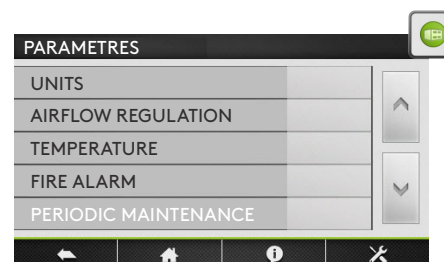 PARAMETRES
UNITS
AIRFLOW REGULATION
TEMPERATURE
FIRE ALARM
PERIODIC MAINTENANCE